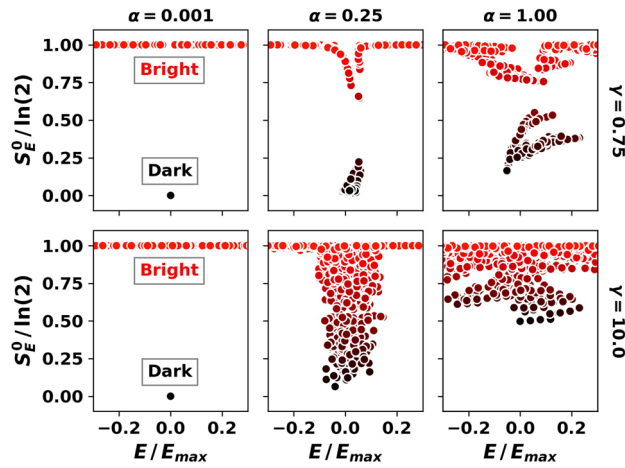 α = 0.001 α = 0.25 α = 1.00
1.00
0.75
0.50
0.25
0.00
S_E^0 / ln(2)
Bright
Dark
γ = 0.75
1.00
0.75
0.50
0.25
0.00
S_E^0 / ln(2)
Bright
Dark
γ = 10.0
−0.2 0.0 0.2 −0.2 0.0 0.2 −0.2 0.0 0.2
E / E_max E / E_max E / E_max